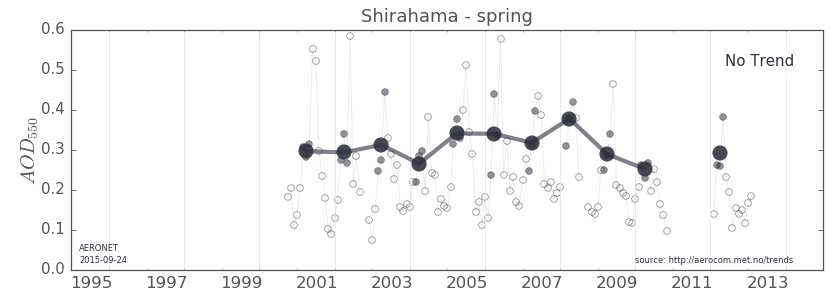 Shirahama - spring
0.6
0.5
0.4
0.3
0.2
0.1
0.0
AOD550
No Trend
AERONET
2015-09-24
source: http://aerocom.met.no/trends
1995 1997 1999 2001 2003 2005 2007 2009 2011 2013